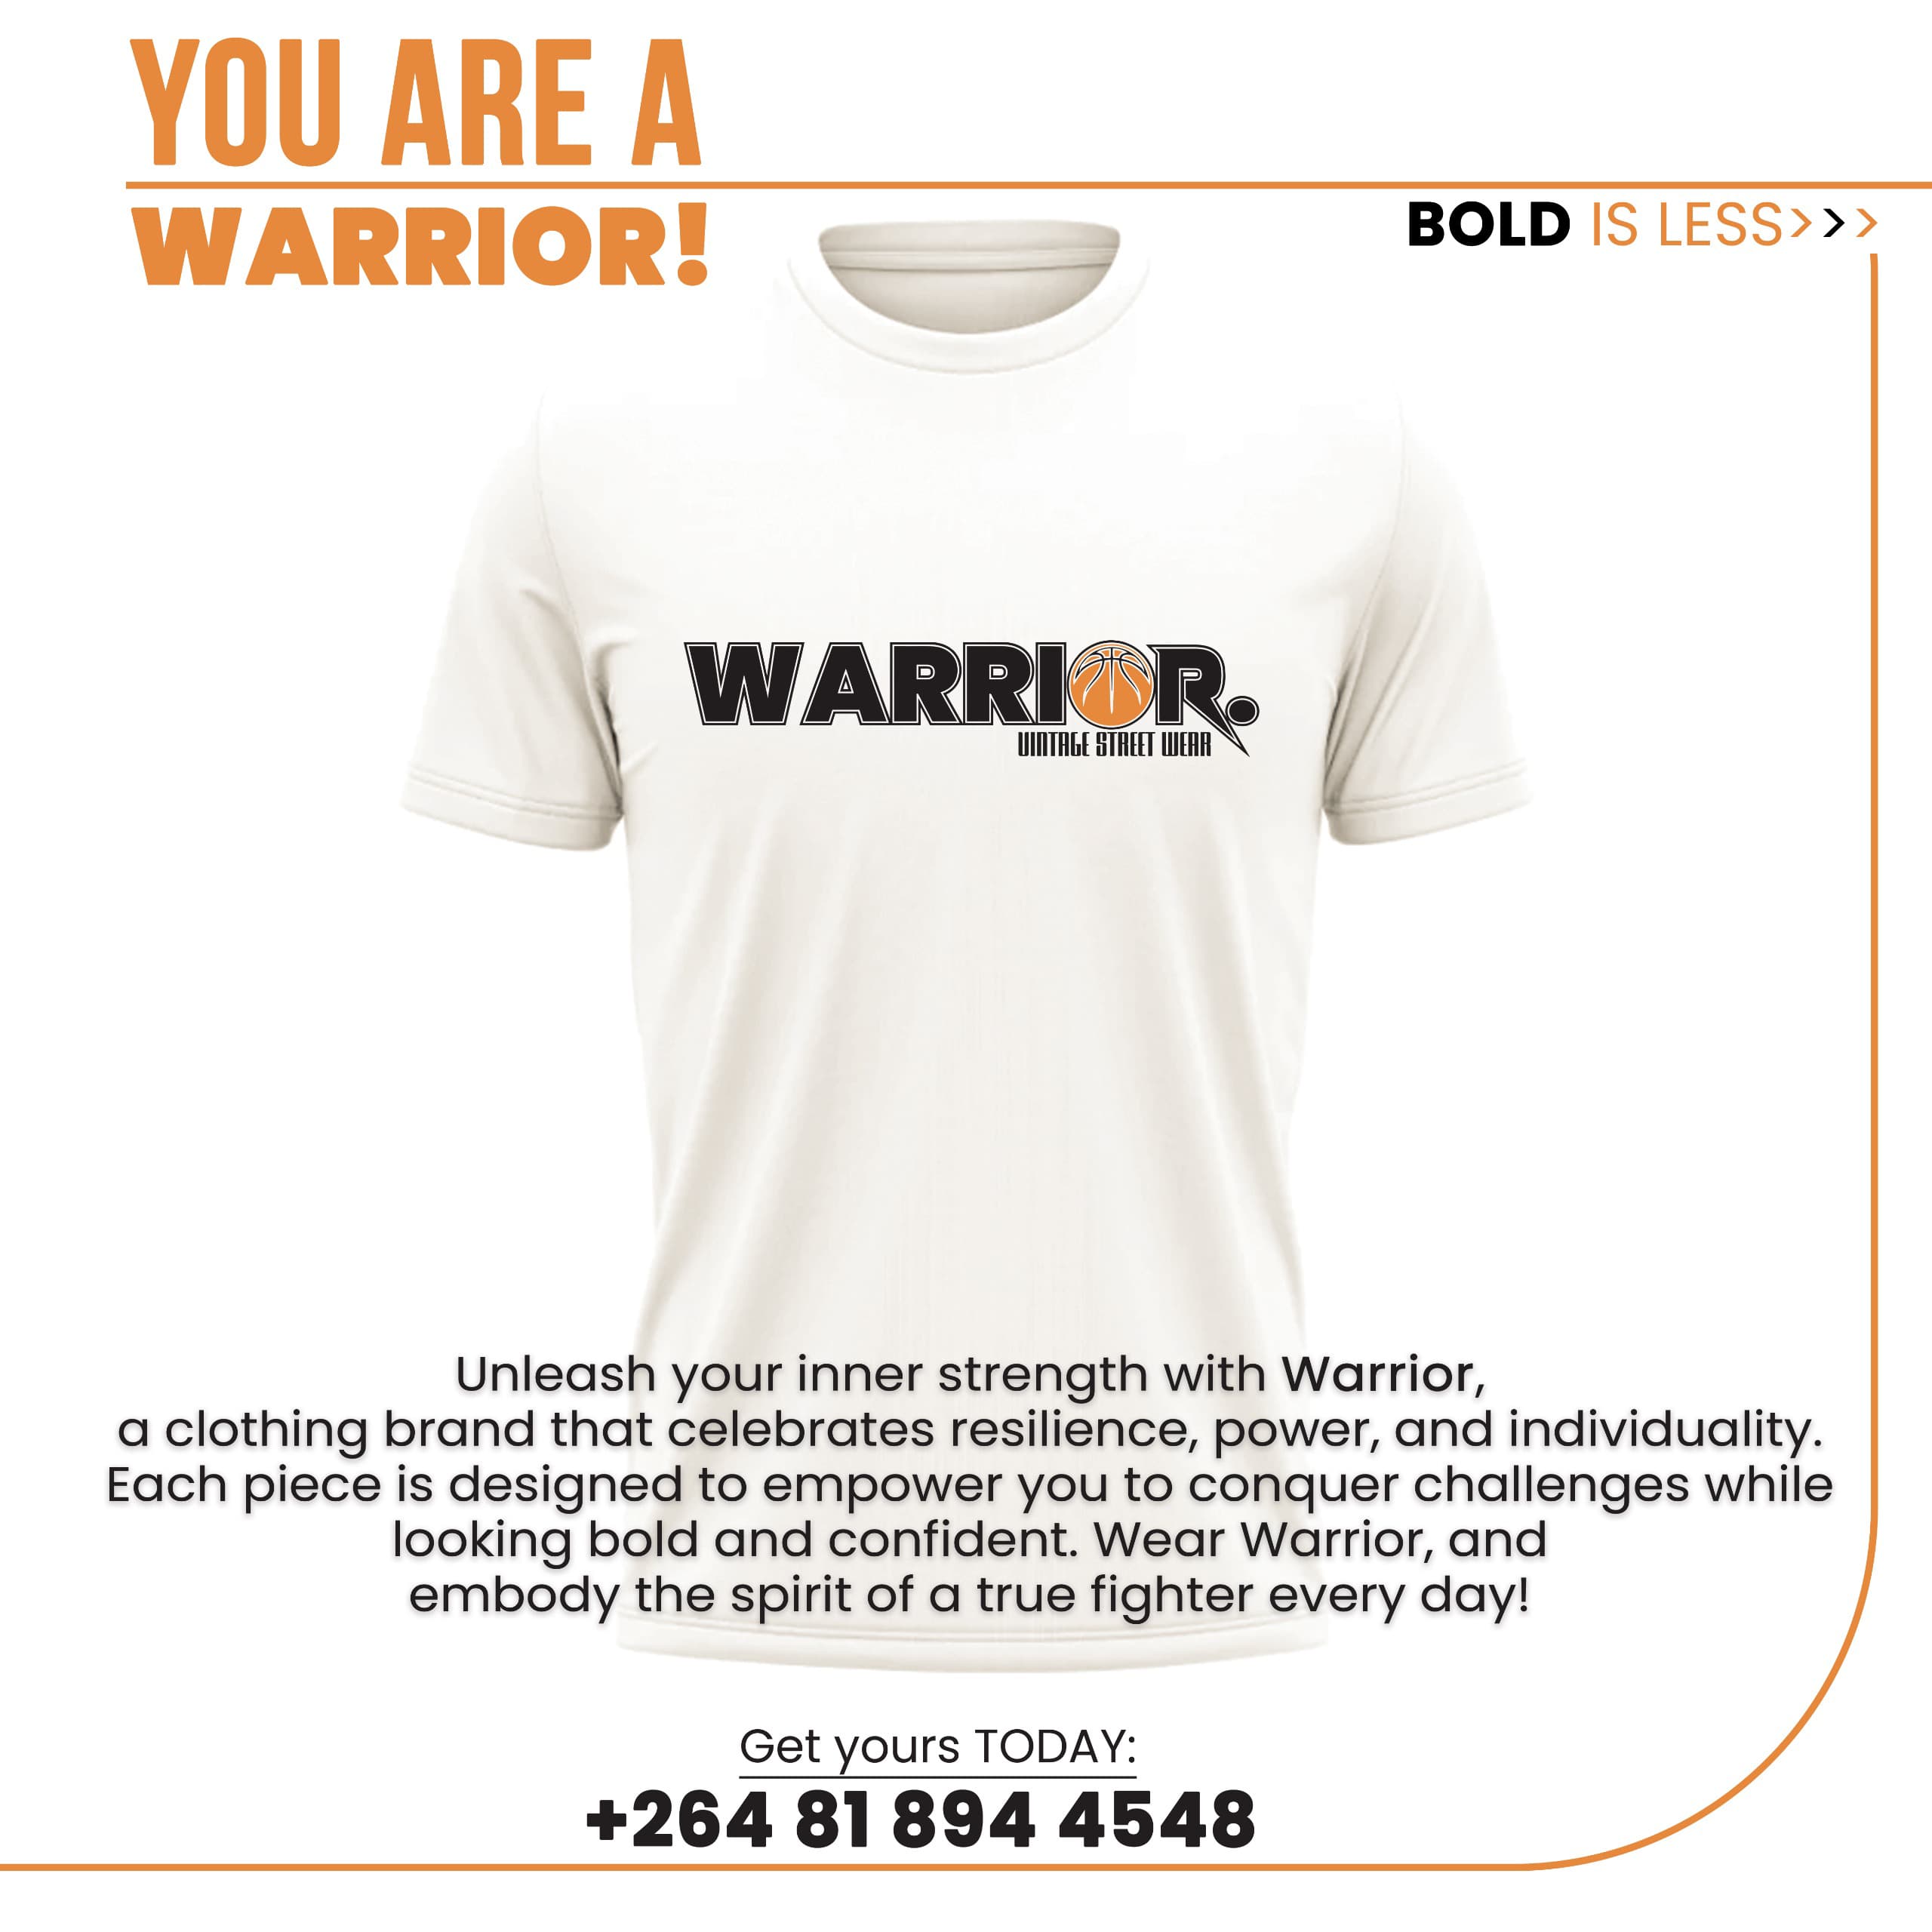 YOU ARE A
WARRIOR!
BOLD IS LESS>>>
WARRIOR.
VINTAGE STREET WEAR
Unleash your inner strength with Warrior,
a clothing brand that celebrates resilience, power, and individuality.
Each piece is designed to empower you to conquer challenges while
looking bold and confident. Wear Warrior, and
embody the spirit of a true fighter every day!
Get yours TODAY:
+264 81 894 4548